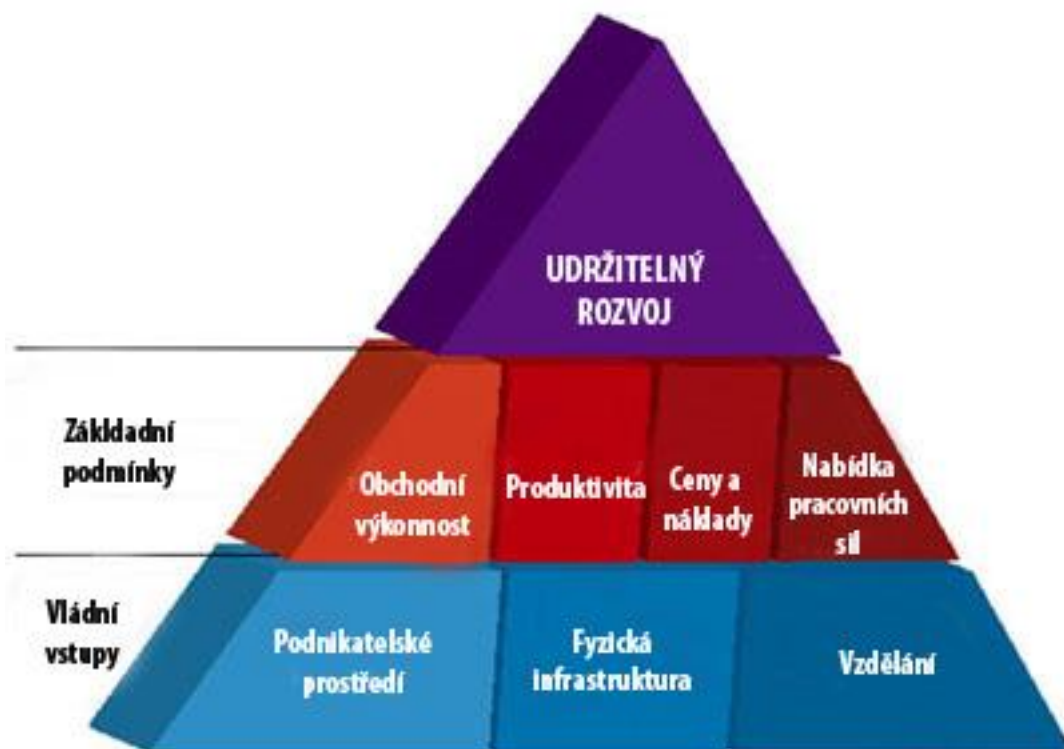 UDRŽITELNÝ
ROZVOJ
Základní
podmínky
Obchodní
výkonnost
Produktivita
Ceny a
náklady
Nabídka
pracovních
sil
Vládní
vstupy
Podnikatelské
prostředí
Fyzická
infrastruktura
Vzdělání